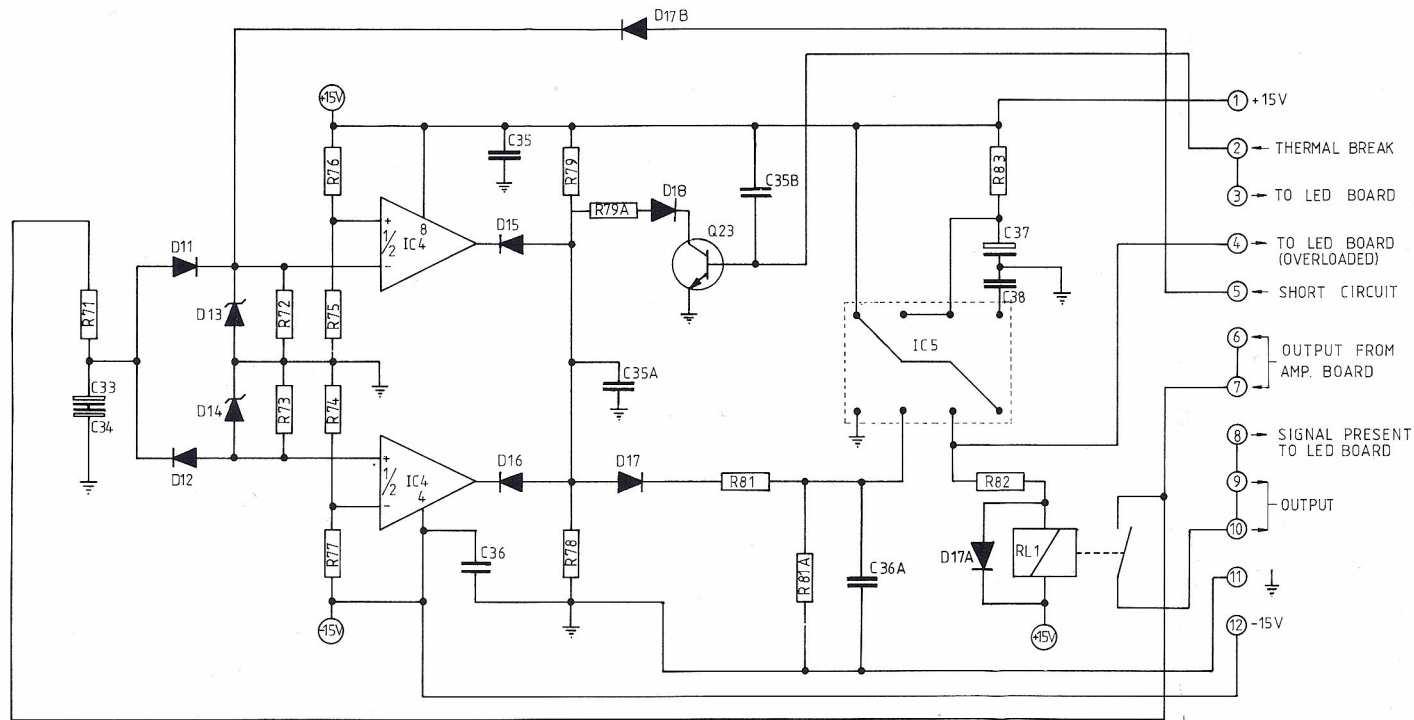 D17B
+15V
1 +15V
C35
R76
R79
C35B
R83
2 THERMAL BREAK
D18
3 TO LED BOARD
R79A
+
8
1/2
IC4
D15
Q23
C37
4 TO LED BOARD
(OVERLOADED)
D11
−
C38
5 SHORT CIRCUIT
R71
D13
R72
R75
IC5
6 OUTPUT FROM
7 AMP. BOARD
C35A
C33
C34
D14
R73
R74
8 SIGNAL PRESENT
TO LED BOARD
D12
+
1/2
IC4
4
−
D16
D17
R81
R82
9
OUTPUT
10
R77
C36
R78
R81A
C36A
D17A
RL1
11
-15V
+15V
12 -15V